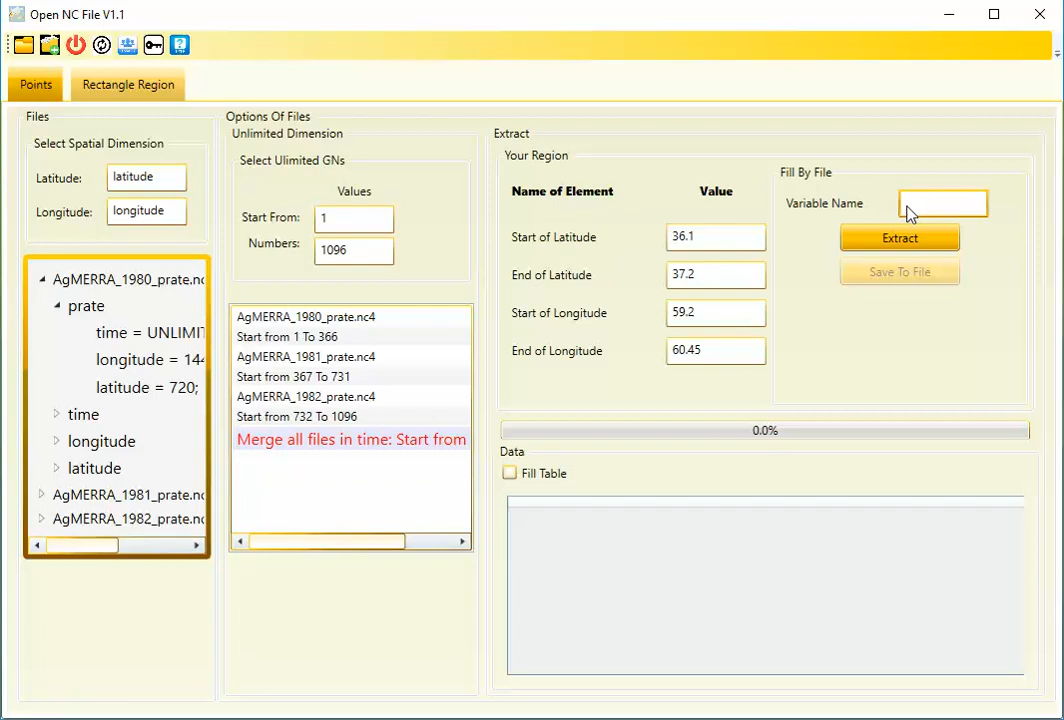 Open NC File V1.1
Points
Rectangle Region
Files
Select Spatial Dimension
Latitude:
latitude
Longitude:
longitude
AgMERRA_1980_prate.nc
prate
time = UNLIMIT
longitude = 144
latitude = 720;
time
longitude
latitude
AgMERRA_1981_prate.nc
AgMERRA_1982_prate.nc
Options Of Files
Unlimited Dimension
Select Ulimited GNs
Values
Start From:
1
Numbers:
1096
AgMERRA_1980_prate.nc4
Start from 1 To 366
AgMERRA_1981_prate.nc4
Start from 367 To 731
AgMERRA_1982_prate.nc4
Start from 732 To 1096
Merge all files in time: Start from
Extract
Your Region
Name of Element
Value
Start of Latitude
36.1
End of Latitude
37.2
Start of Longitude
59.2
End of Longitude
60.45
Fill By File
Variable Name
Extract
Save To File
0.0%
Data
Fill Table